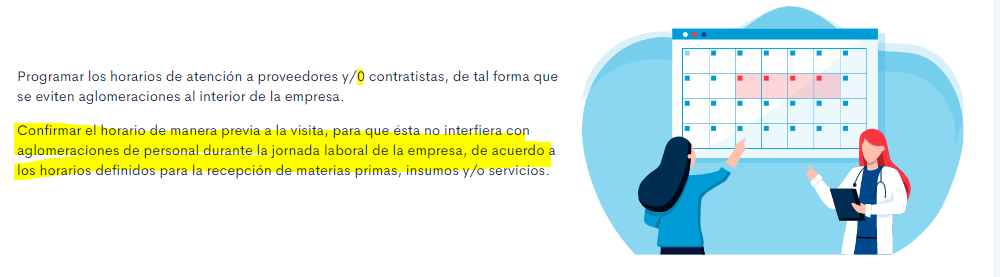 Programar los horarios de atención a proveedores y/0 contratistas, de tal forma que
se eviten aglomeraciones al interior de la empresa.
Confirmar el horario de manera previa a la visita, para que ésta no interfiera con
aglomeraciones de personal durante la jornada laboral de la empresa, de acuerdo a
los horarios definidos para la recepción de materias primas, insumos y/o servicios.